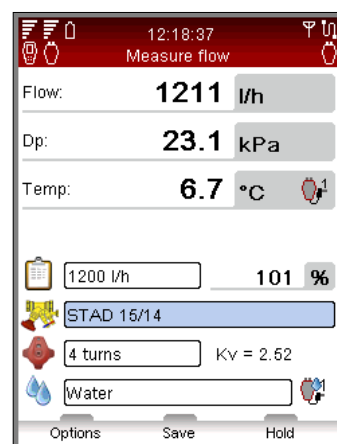 12:18:37
Measure flow
Flow: 1211 l/h
Dp: 23.1 kPa
Temp: 6.7 °C 1
1200 l/h 101 %
STAD 15/14
4 turns Kv = 2.52
Water
Options Save Hold